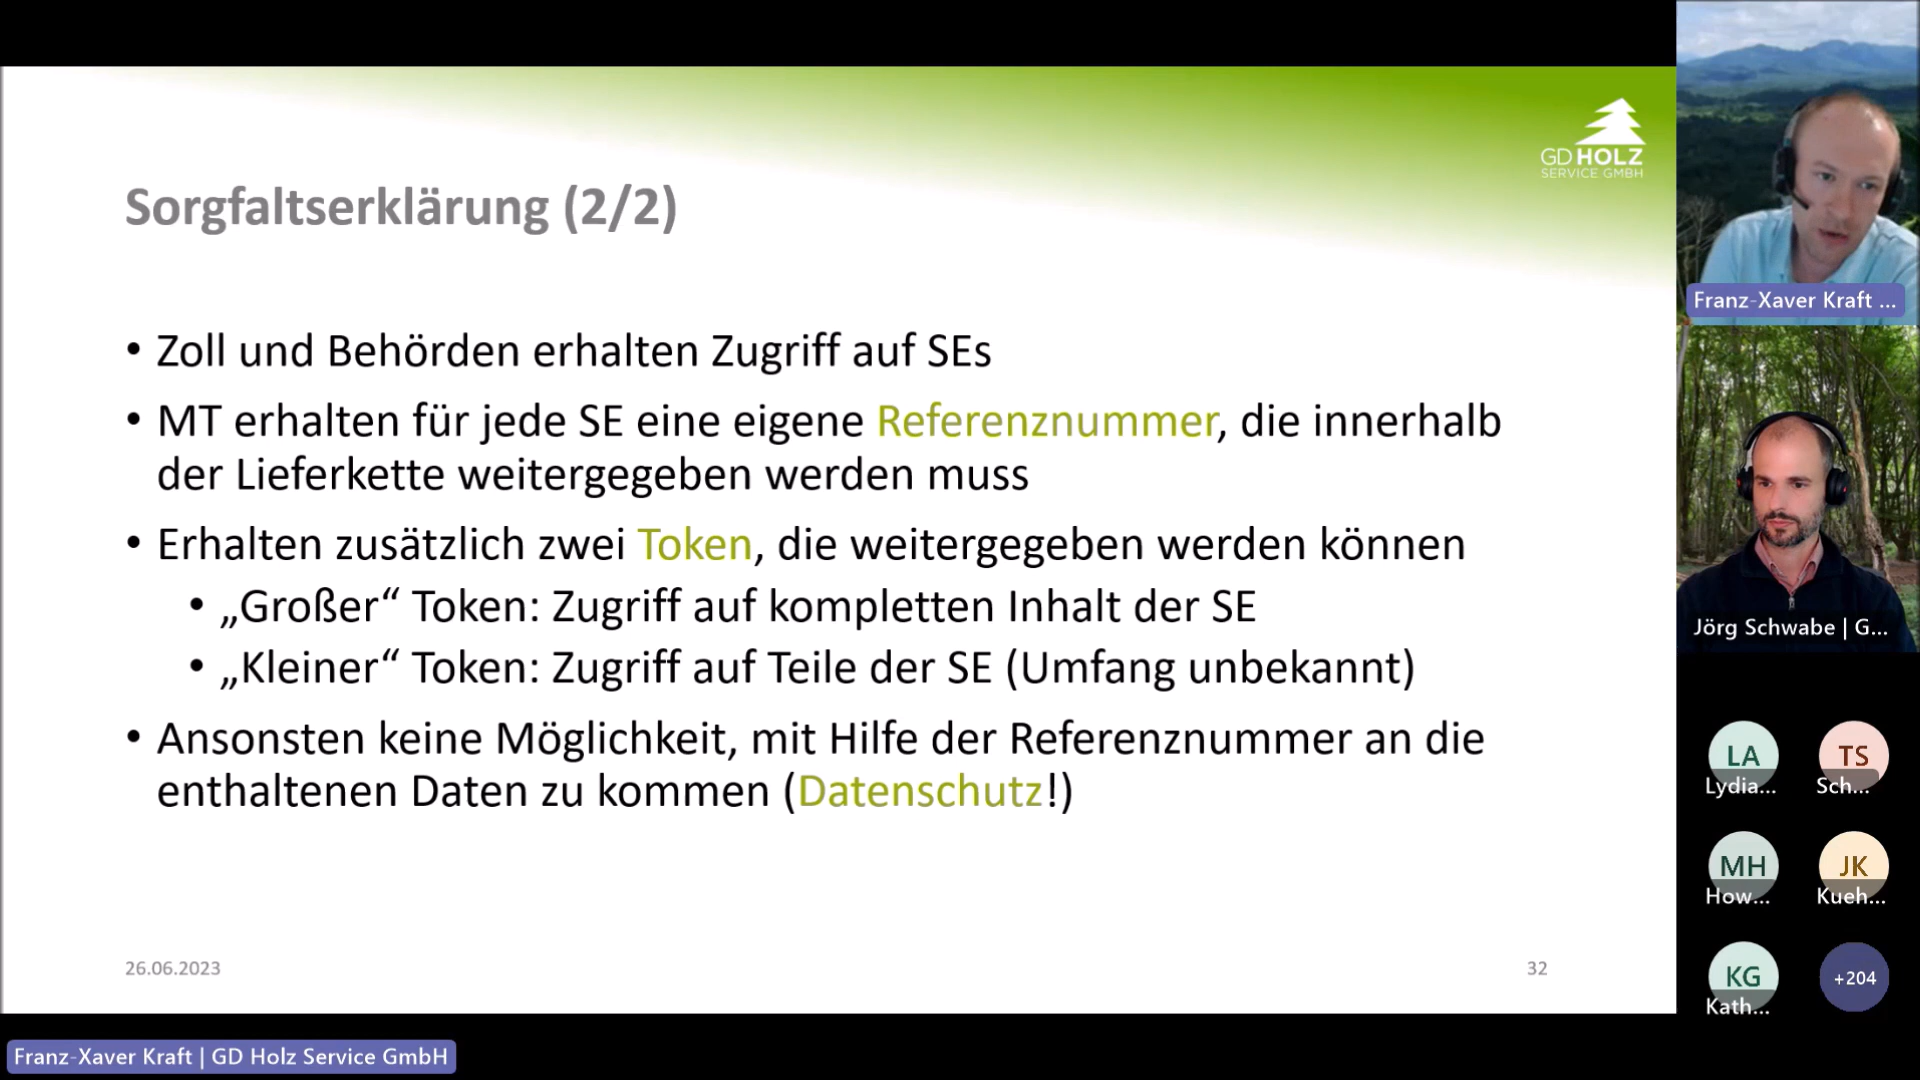 GD HOLZ
SERVICE GMBH
Sorgfaltserklärung (2/2)
• Zoll und Behörden erhalten Zugriff auf SEs
• MT erhalten für jede SE eine eigene Referenznummer, die innerhalb
der Lieferkette weitergegeben werden muss
• Erhalten zusätzlich zwei Token, die weitergegeben werden können
• „Großer“ Token: Zugriff auf kompletten Inhalt der SE
• „Kleiner“ Token: Zugriff auf Teile der SE (Umfang unbekannt)
• Ansonsten keine Möglichkeit, mit Hilfe der Referenznummer an die
enthaltenen Daten zu kommen (Datenschutz!)
26.06.2023
32
Franz-Xaver Kraft | GD Holz Service GmbH
Franz-Xaver Kraft ...
Jörg Schwabe | G...
LA
Lydia...
TS
Sch...
MH
How...
JK
Kueh...
KG
Kath...
+204